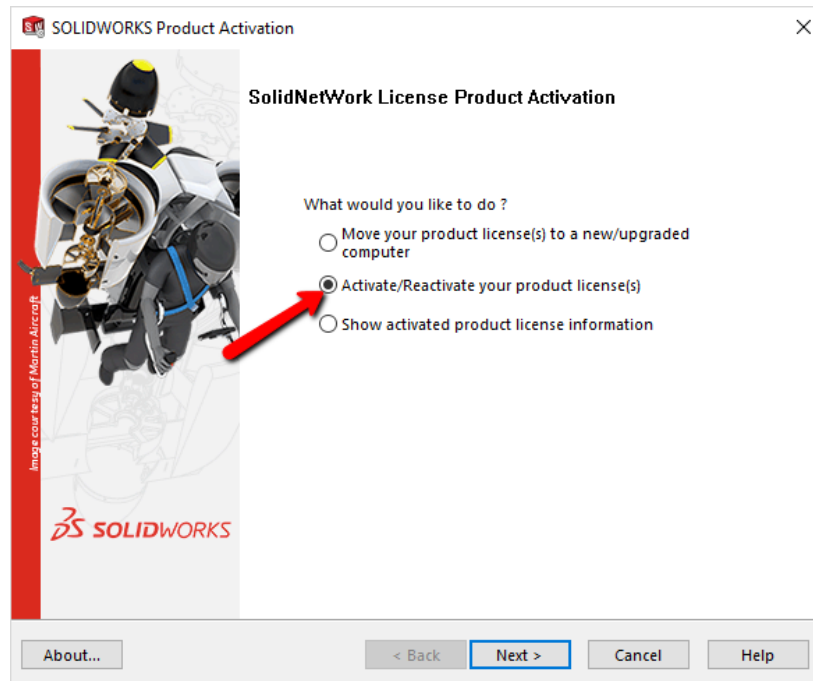 SOLIDWORKS Product Activation
SolidNetWork License Product Activation
What would you like to do ?
Move your product license(s) to a new/upgraded
computer
Activate/Reactivate your product license(s)
Show activated product license information
Image courtesy of Martin Aircraft
SOLIDWORKS
About...
< Back
Next >
Cancel
Help